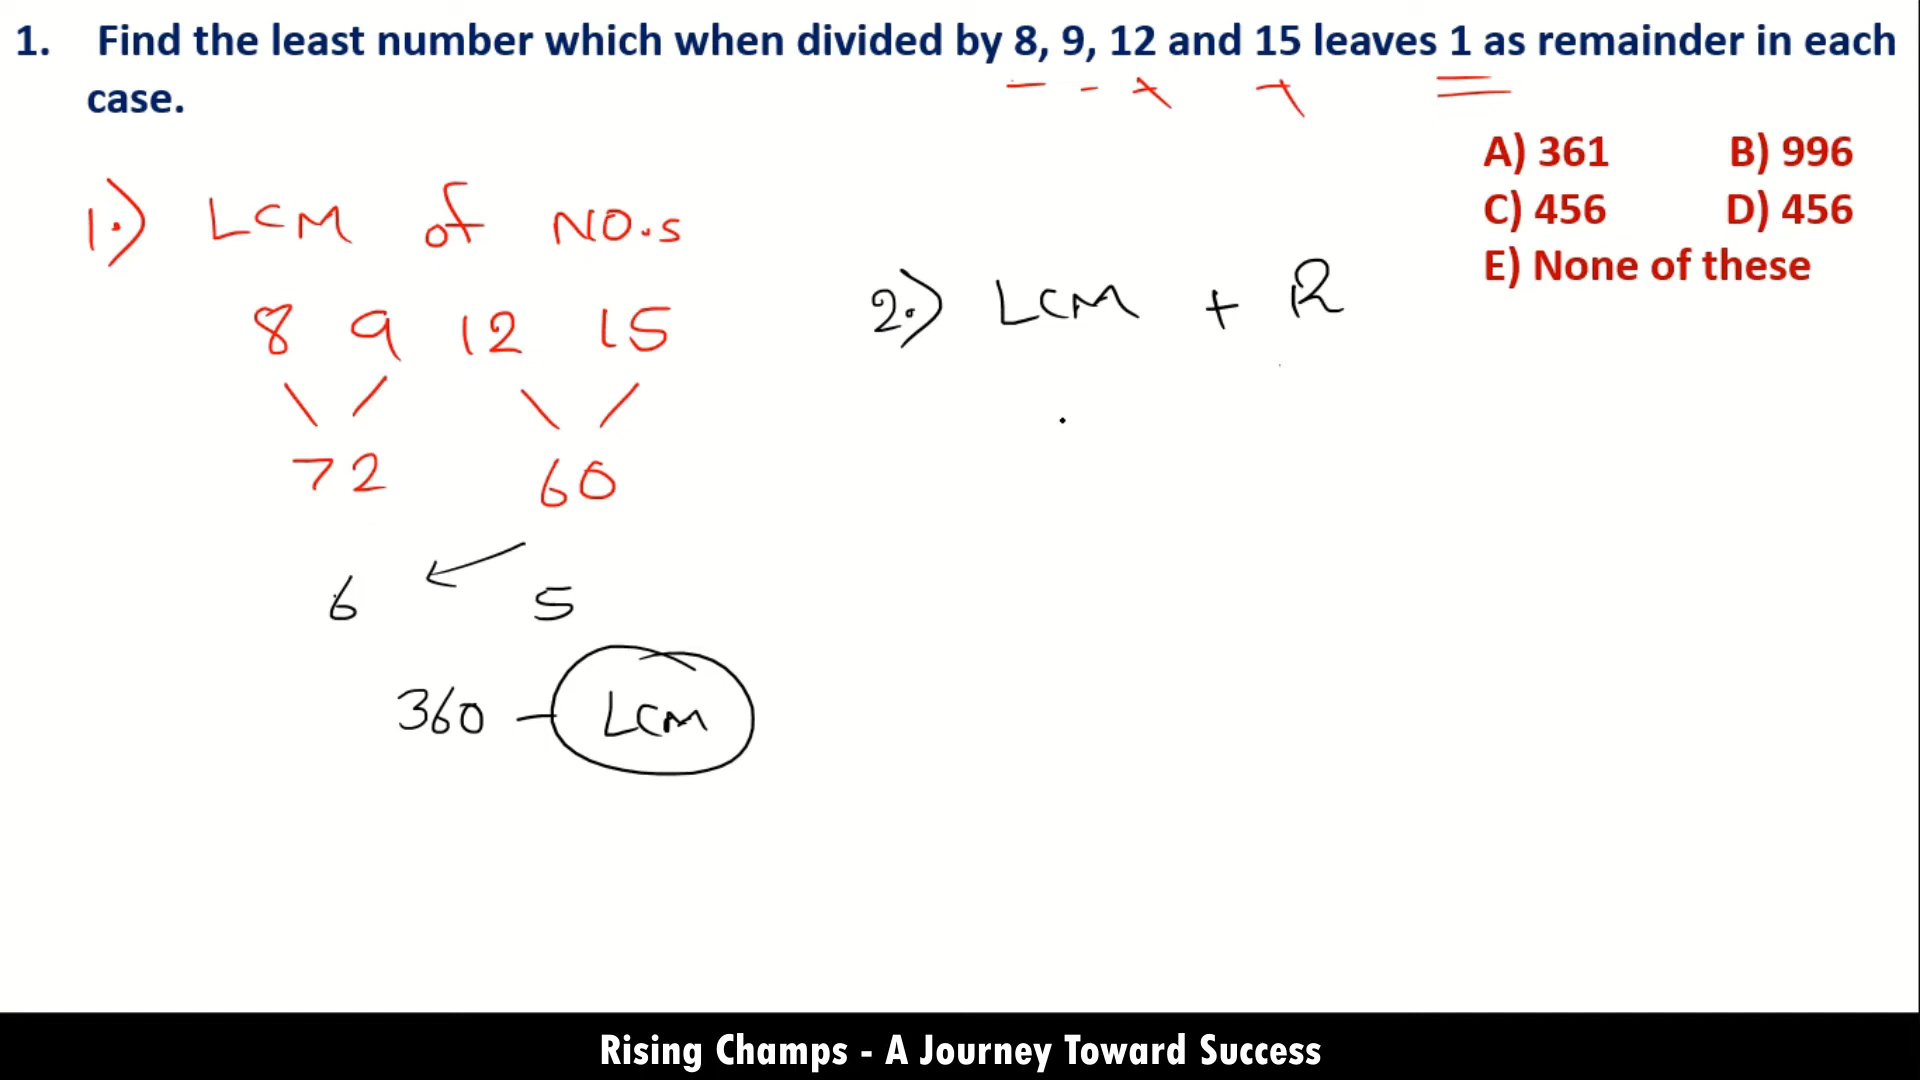 1. Find the least number which when divided by 8, 9, 12 and 15 leaves 1 as remainder in each
case.
A) 361 B) 996
C) 456 D) 456
E) None of these
1.) LCM of NO.s
8 9 12 15
72 60
6 5
360 - LCM
2.) LCM + R
Rising Champs - A Journey Toward Success